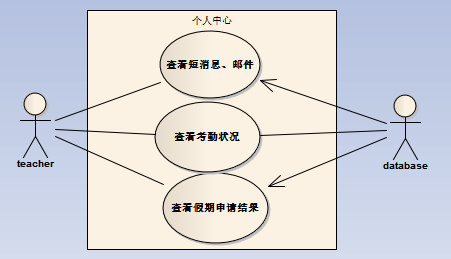 个人中心
查看短消息、邮件
查看考勤状况
teacher
database
查看假期申请结果